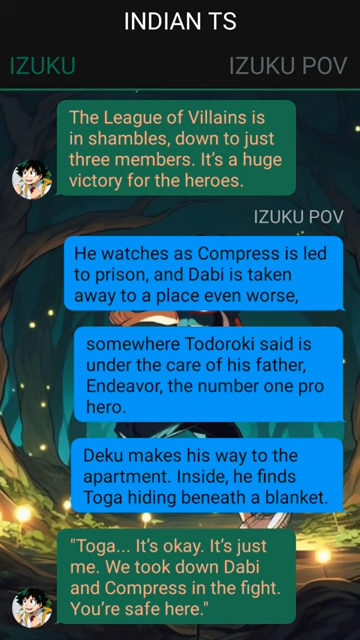 INDIAN TS
IZUKU
IZUKU POV
The League of Villains is
in shambles, down to just
three members. It’s a huge
victory for the heroes.
IZUKU POV
He watches as Compress is led
to prison, and Dabi is taken
away to a place even worse,
somewhere Todoroki said is
under the care of his father,
Endeavor, the number one pro
hero.
Deku makes his way to the
apartment. Inside, he finds
Toga hiding beneath a blanket.
"Toga... It’s okay. It’s just
me. We took down Dabi
and Compress in the fight.
You’re safe here."